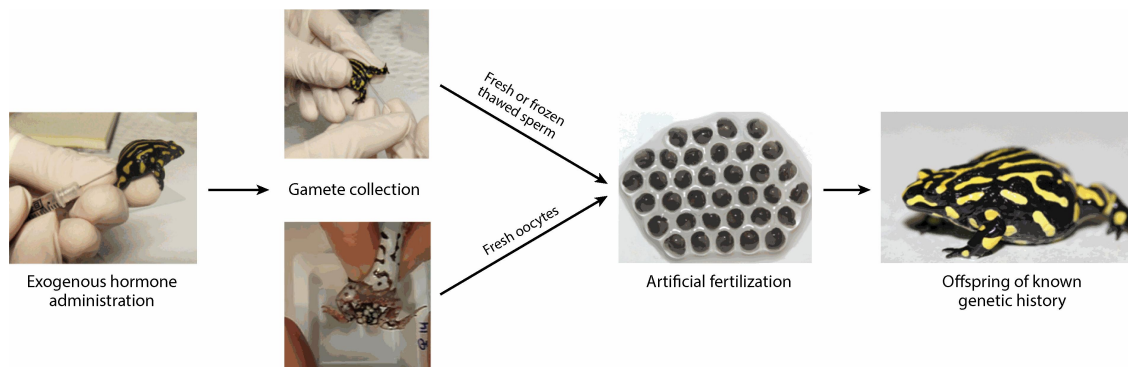 Exogenous hormone
administration
Gamete collection
Fresh or frozen
thawed sperm
Fresh oocytes
Artificial fertilization
Offspring of known
genetic history